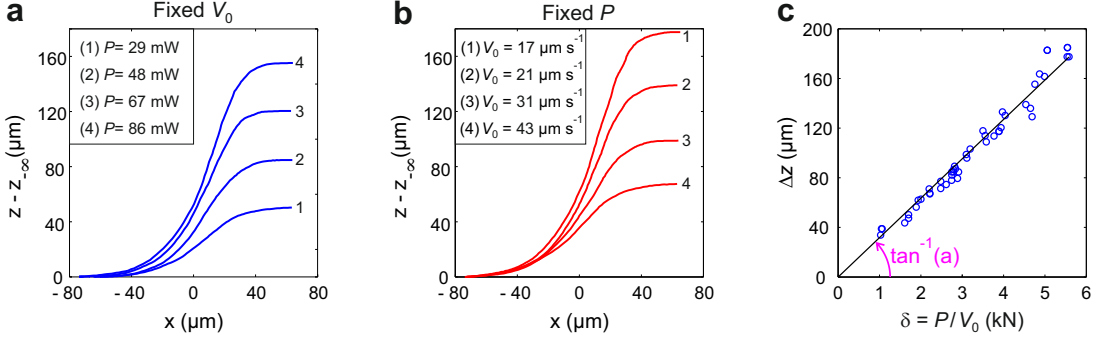 a
Fixed V₀
(1) P= 29 mW
(2) P= 48 mW
(3) P= 67 mW
(4) P= 86 mW
4
3
2
1
160
120
80
40
0
- 80
- 40
0
40
80
z - z₋∞(µm)
x (µm)
b
Fixed P
(1) V₀ = 17 µm s⁻¹
(2) V₀ = 21 µm s⁻¹
(3) V₀ = 31 µm s⁻¹
(4) V₀ = 43 µm s⁻¹
1
2
3
4
160
120
80
40
0
- 80
- 40
0
40
80
z - z₋∞(µm)
x (µm)
c
200
160
120
80
40
0
0
1
2
3
4
5
6
Δz (µm)
tan⁻¹(a)
δ = P/V₀ (kN)